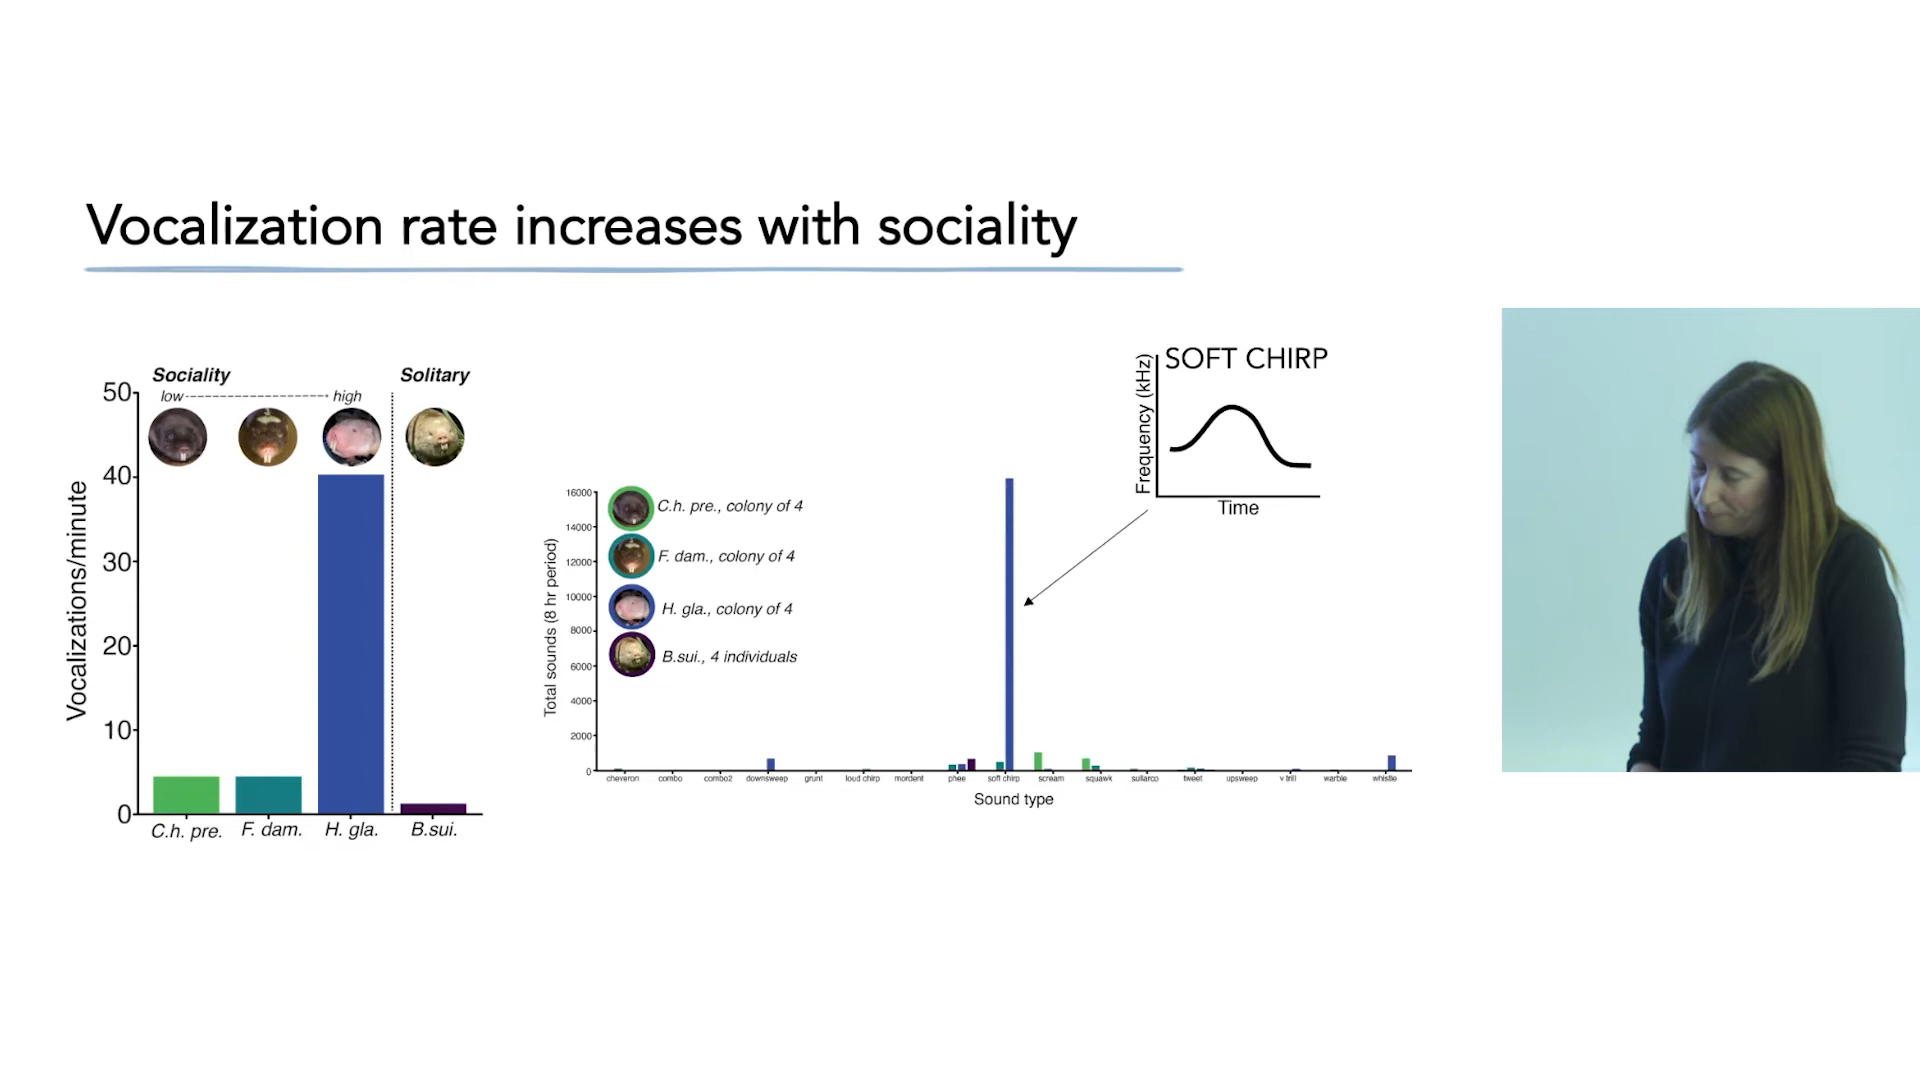 Vocalization rate increases with sociality
Sociality
low
high
Solitary
50
40
30
20
10
0
Vocalizations/minute
C.h. pre.
F. dam.
H. gla.
B.sui.
SOFT CHIRP
Frequency (kHz)
Time
16000
14000
12000
10000
8000
6000
4000
2000
0
Total sounds (8 hr period)
C.h. pre., colony of 4
F. dam., colony of 4
H. gla., colony of 4
B.sui., 4 individuals
cheveron
combo
combo2
downsweep
grunt
loud chirp
mordent
phee
soft chirp
scream
squawk
sullarco
tweet
upsweep
v trill
warble
whistle
Sound type